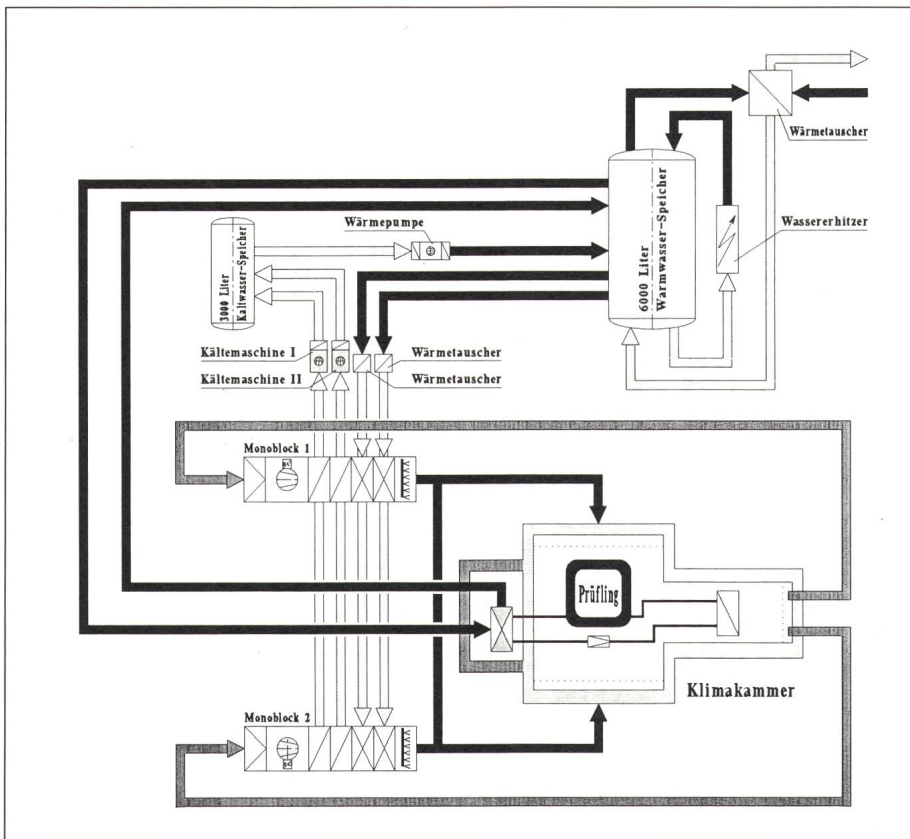 Wärmetauscher
Wärmepumpe
Wassererhitzer
3000 Liter
Kaltwasser-Speicher
6000 Liter
Warmwasser-Speicher
Kältemaschine I
Wärmetauscher
Kältemaschine II
Wärmetauscher
Monoblock 1
Prüfling
Klimakammer
Monoblock 2